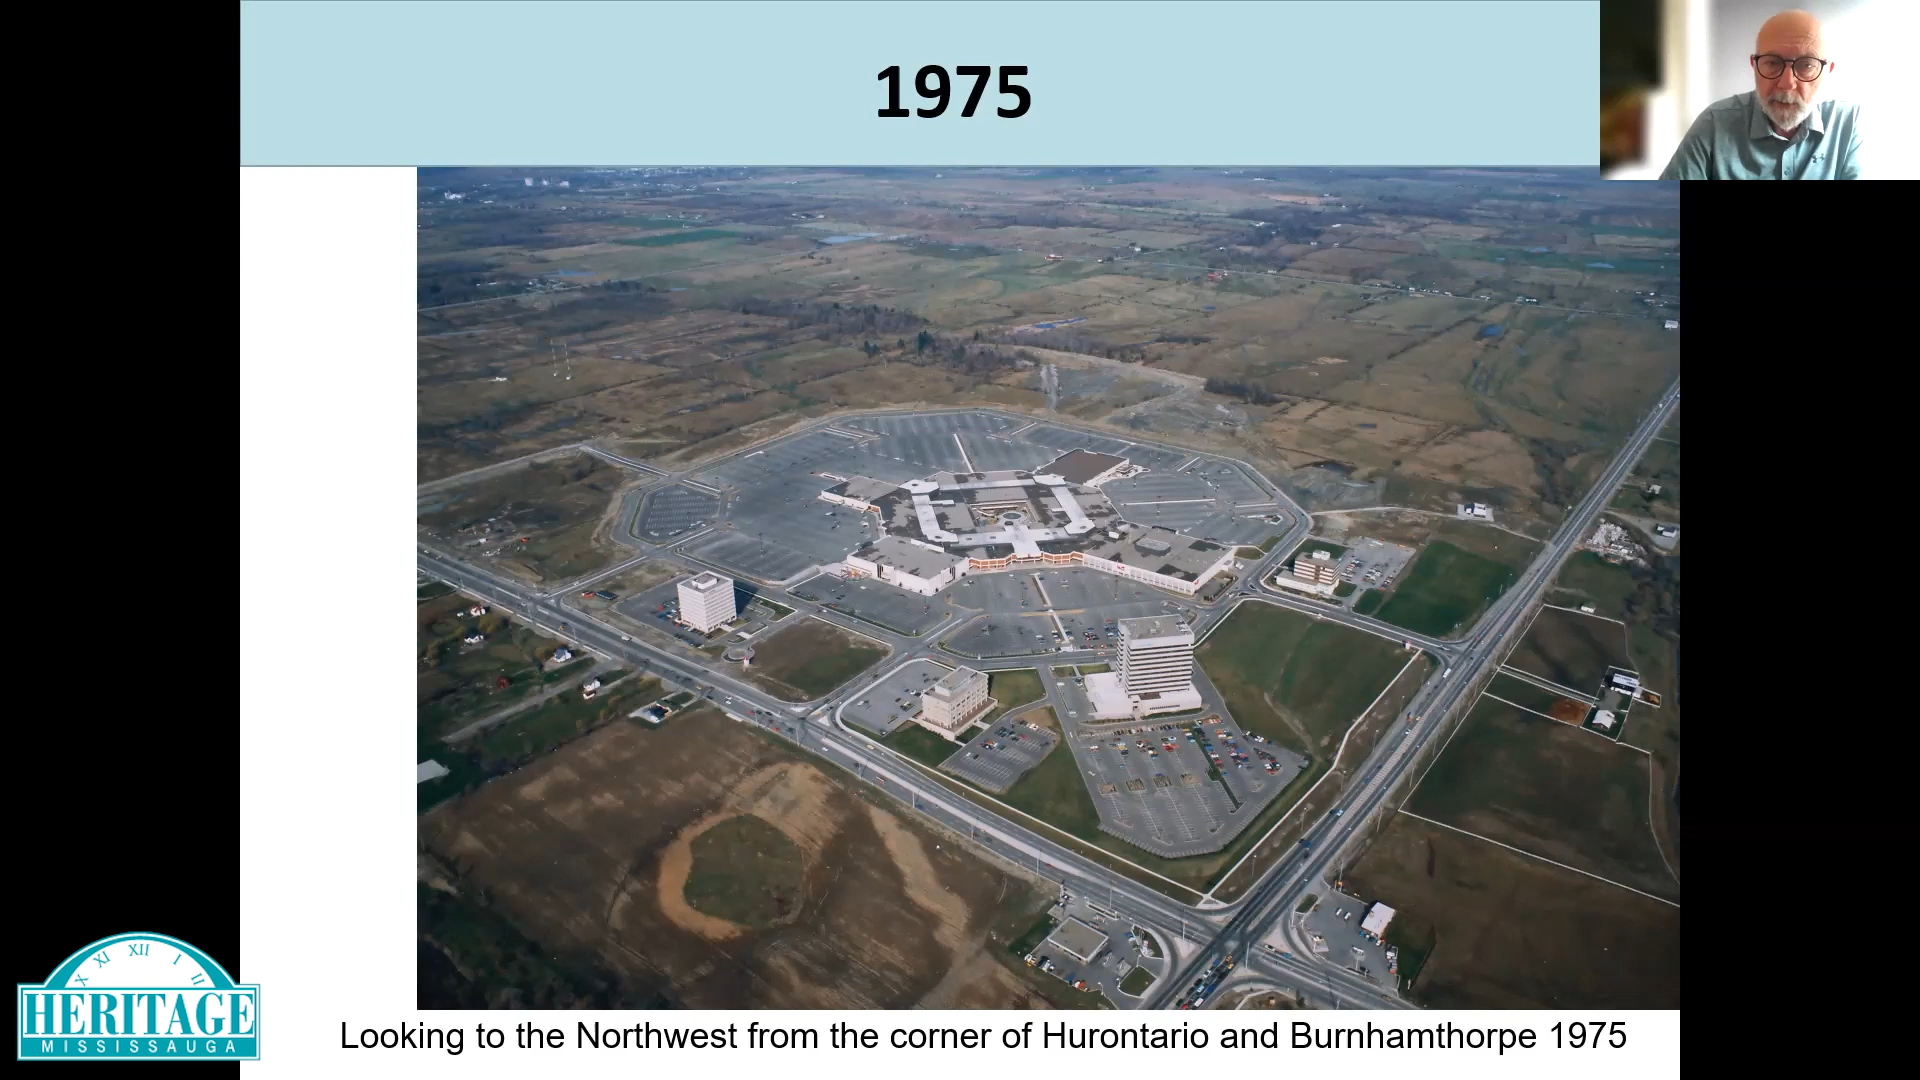 1975
XII
XI
I
X
II
HERITAGE
MISSISSAUGA
Looking to the Northwest from the corner of Hurontario and Burnhamthorpe 1975